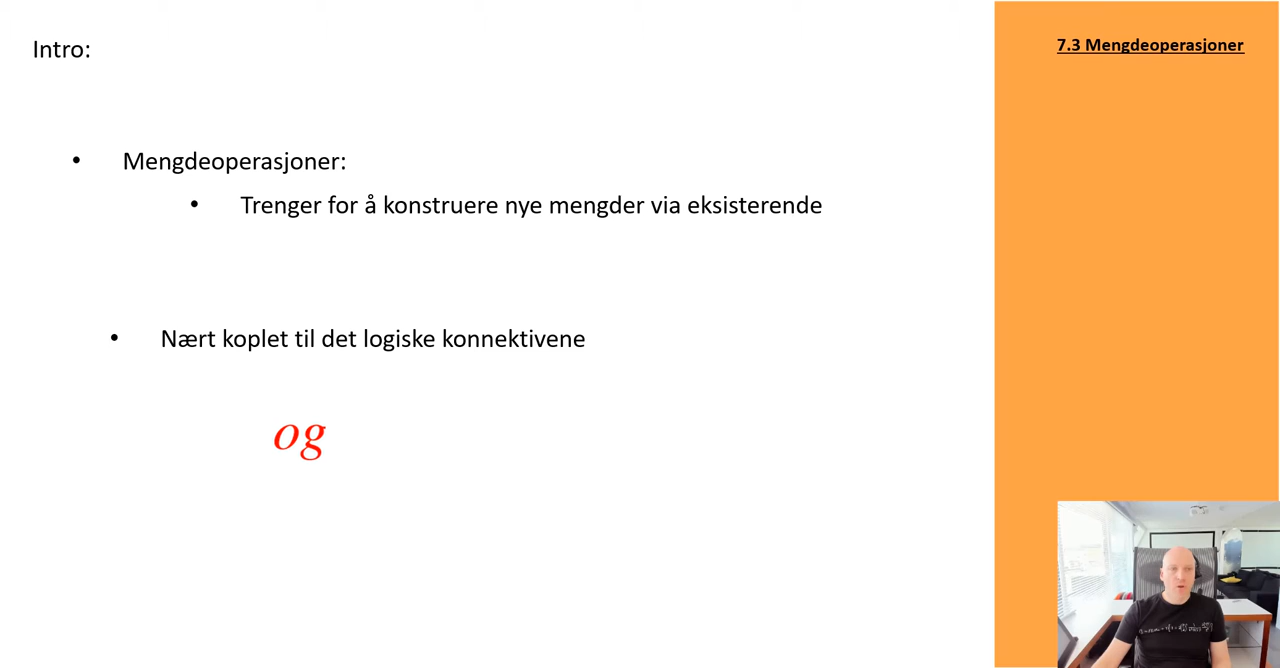 Intro:
7.3 Mengdeoperasjoner
• Mengdeoperasjoner:
• Trenger for å konstruere nye mengder via eksisterende
• Nært koplet til det logiske konnektivene
og